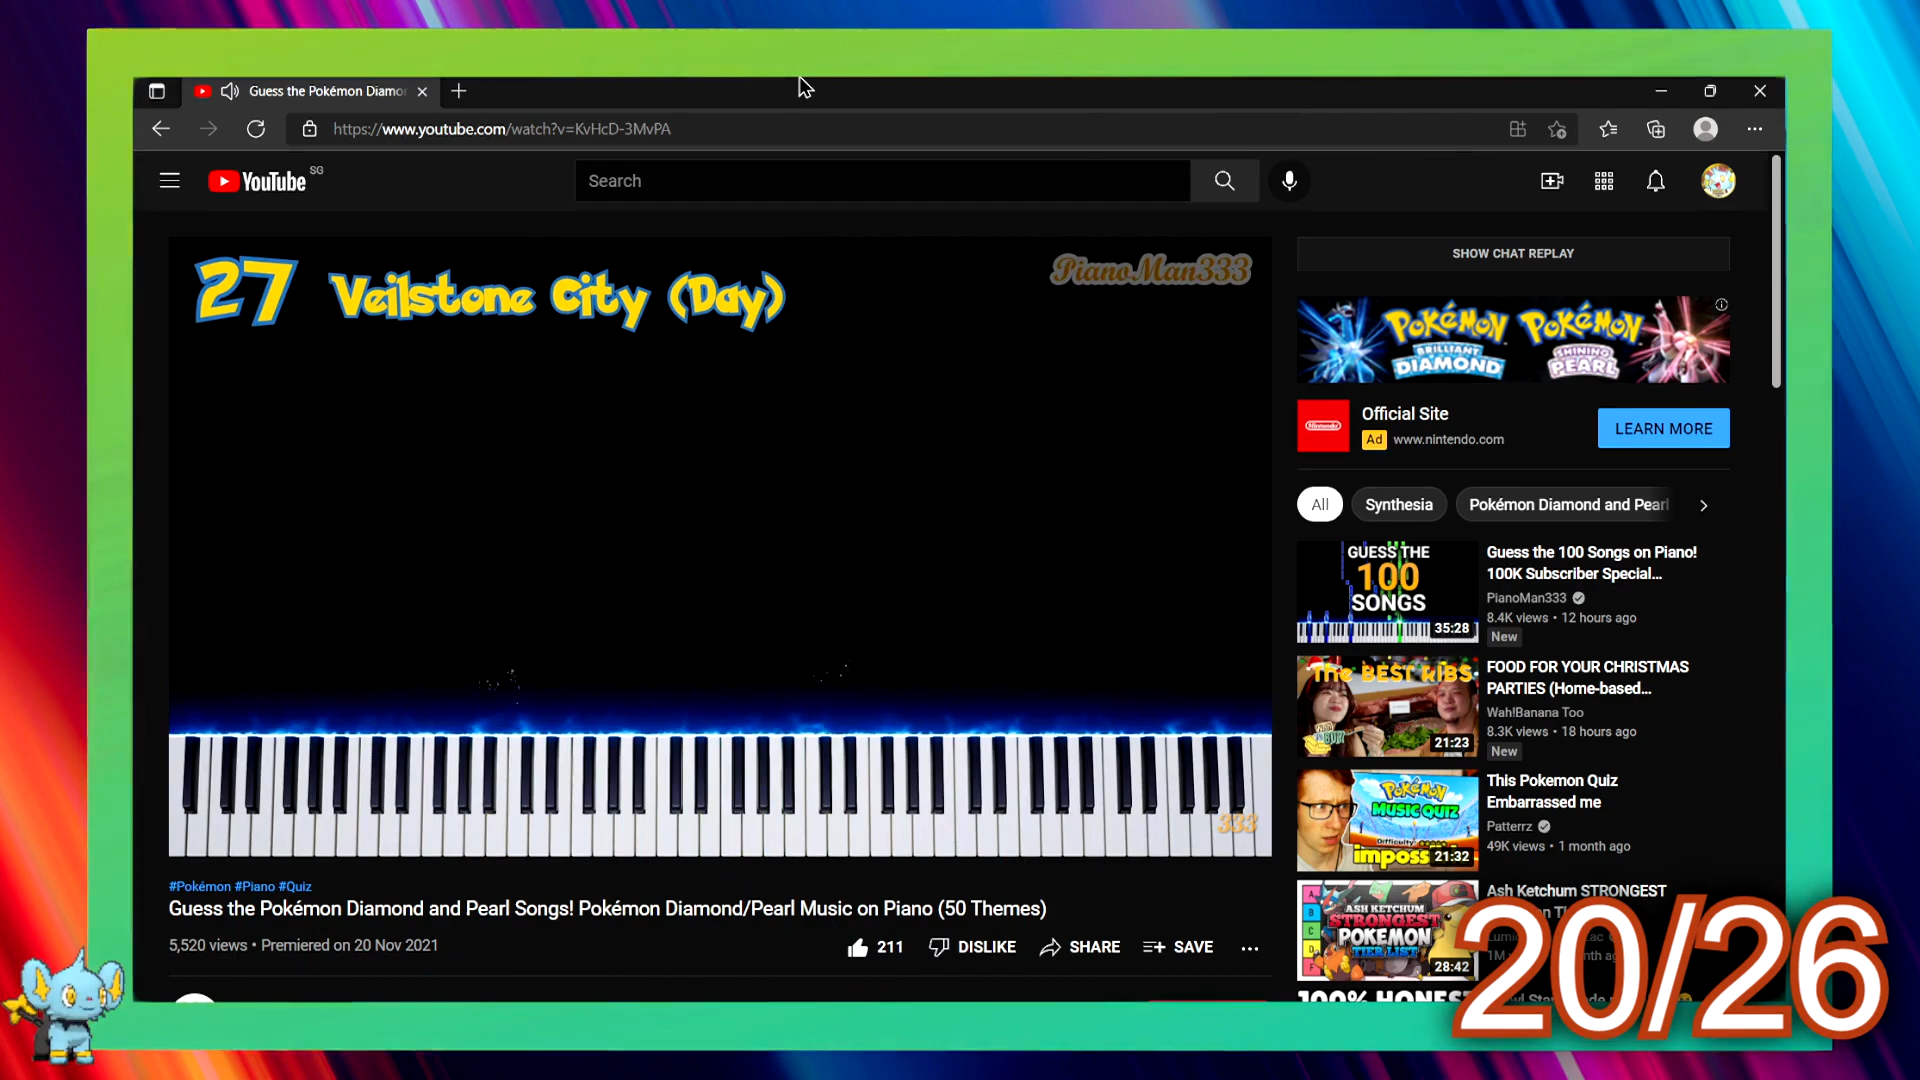 Guess the Pokémon Diamo
https://www.youtube.com/watch?v=KvHcD-3MvPA
YouTube SG
Search
27 Veilstone City (Day)
PianoMan333
333
#Pokémon #Piano #Quiz
Guess the Pokémon Diamond and Pearl Songs! Pokémon Diamond/Pearl Music on Piano (50 Themes)
5,520 views • Premiered on 20 Nov 2021
211 DISLIKE SHARE SAVE
SHOW CHAT REPLAY
POKÉMON POKÉMON
BRILLIANT DIAMOND SHINING PEARL
Nintendo
Official Site
Ad www.nintendo.com
LEARN MORE
All Synthesia Pokémon Diamond and Pearl
GUESS THE
100
SONGS
35:28
Guess the 100 Songs on Piano!
100K Subscriber Special...
PianoMan333
8.4K views • 12 hours ago
New
The BEST RIBS
21:23
FOOD FOR YOUR CHRISTMAS
PARTIES (Home-based...
Wah!Banana Too
8.3K views • 18 hours ago
New
POKÉMON
MUSIC QUIZ
Difficulty:
imposs
21:32
This Pokemon Quiz
Embarrassed me
Patterrz
49K views • 1 month ago
A
B
C
D
F
ASH KETCHUM
STRONGEST
POKEMON
TIER LIST
28:42
Ash Ketchum STRONGEST
100% HONEST
20/26